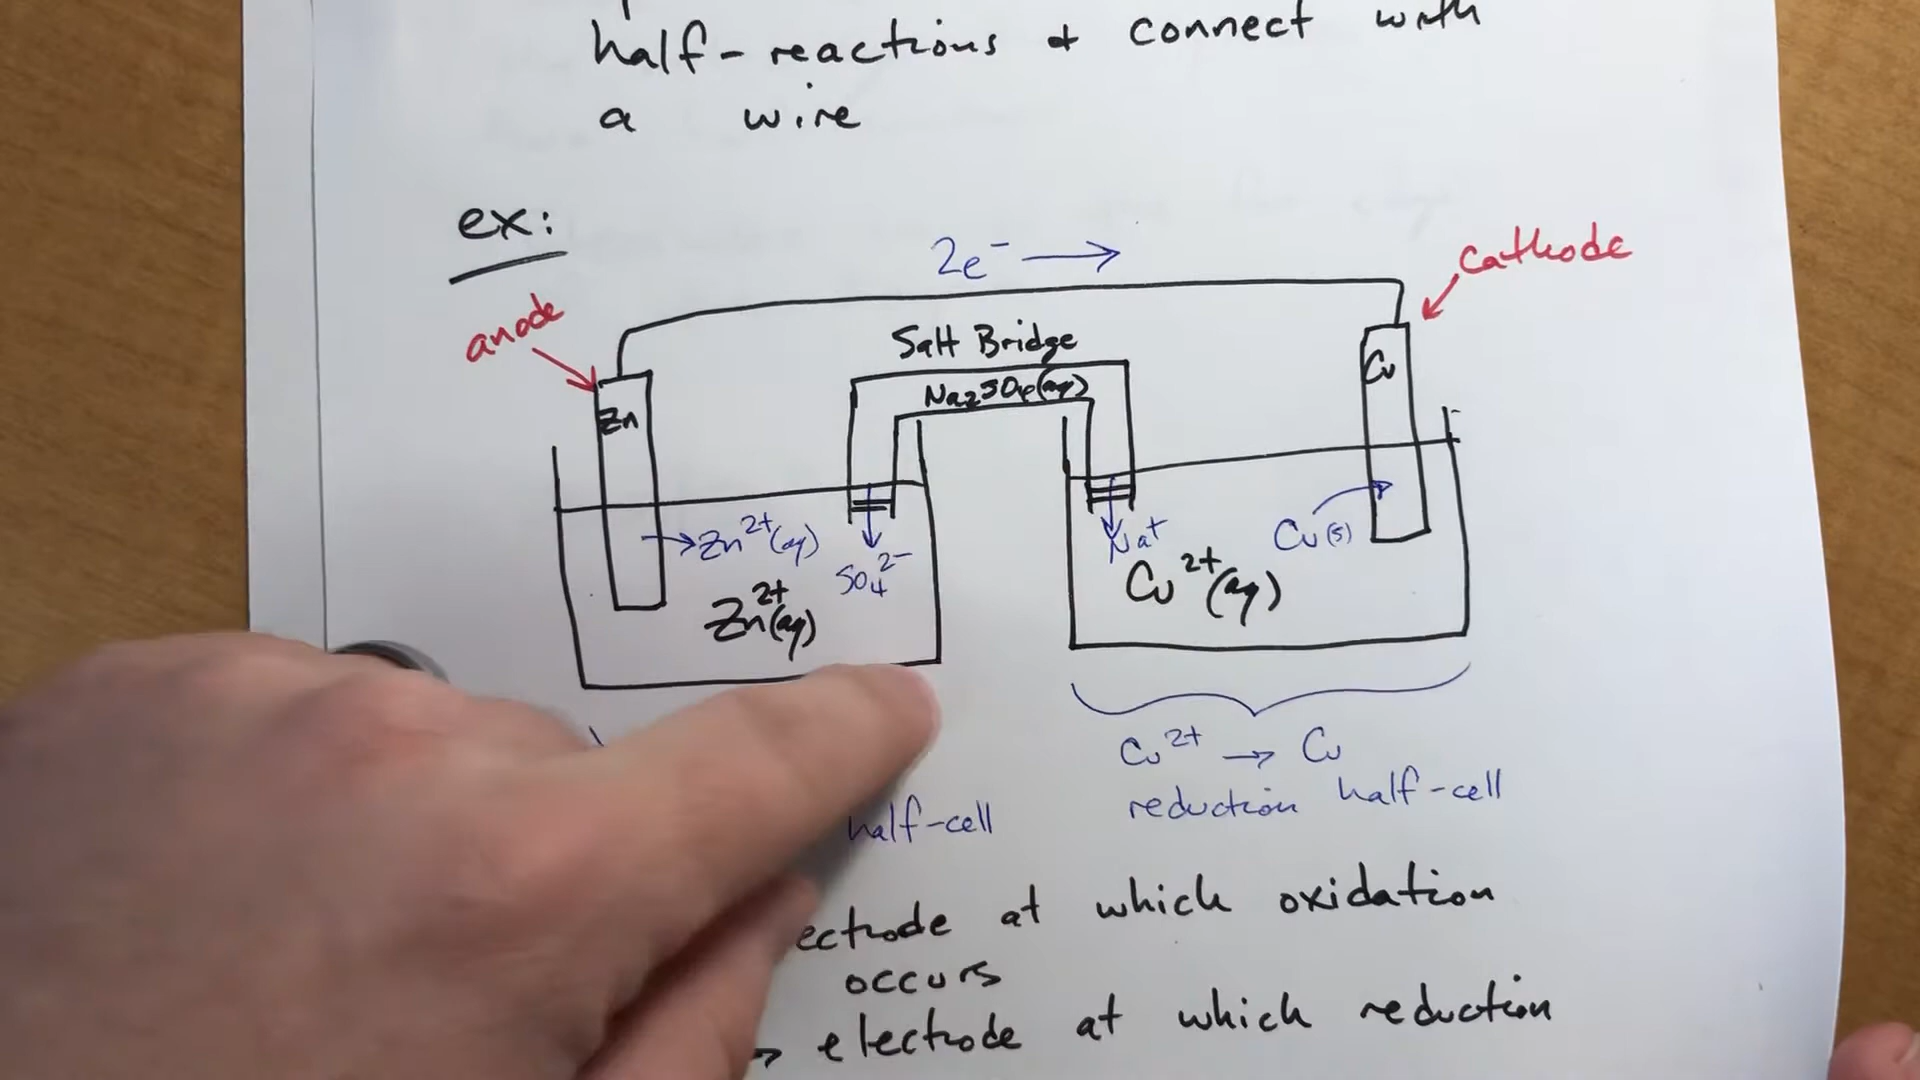 half-reactions & connect with
a wire
ex:
2e⁻ →
cathode
anode
Salt Bridge
Na₂SO₄(aq)
Zn
Cu
→ Zn²⁺(aq)
SO₄²⁻
Na⁺
Cu(s)
Zn²⁺(aq)
Cu²⁺(aq)
Cu²⁺ → Cu
half-cell
reduction half-cell
ectrode at which oxidation
occurs
→ electrode at which reduction